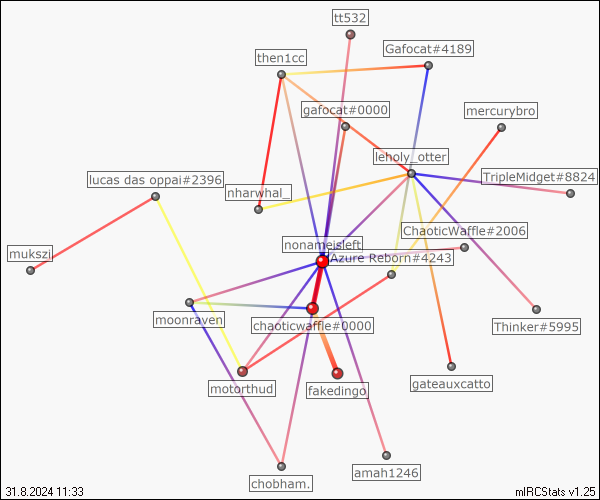 tt532
Gafocat#4189
then1cc
gafocat#0000
mercurybro
leholy_otter
lucas das oppai#2396
TripleMidget#8824
nharwhal_
ChaoticWaffle#2006
nonameisleft
mukszi
Azure Reborn#4243
moonraven
chaoticwaffle#0000
Thinker#5995
motorthud
fakedingo
gateauxcatto
amah1246
chobham.
31.8.2024 11:33
mIRCStats v1.25